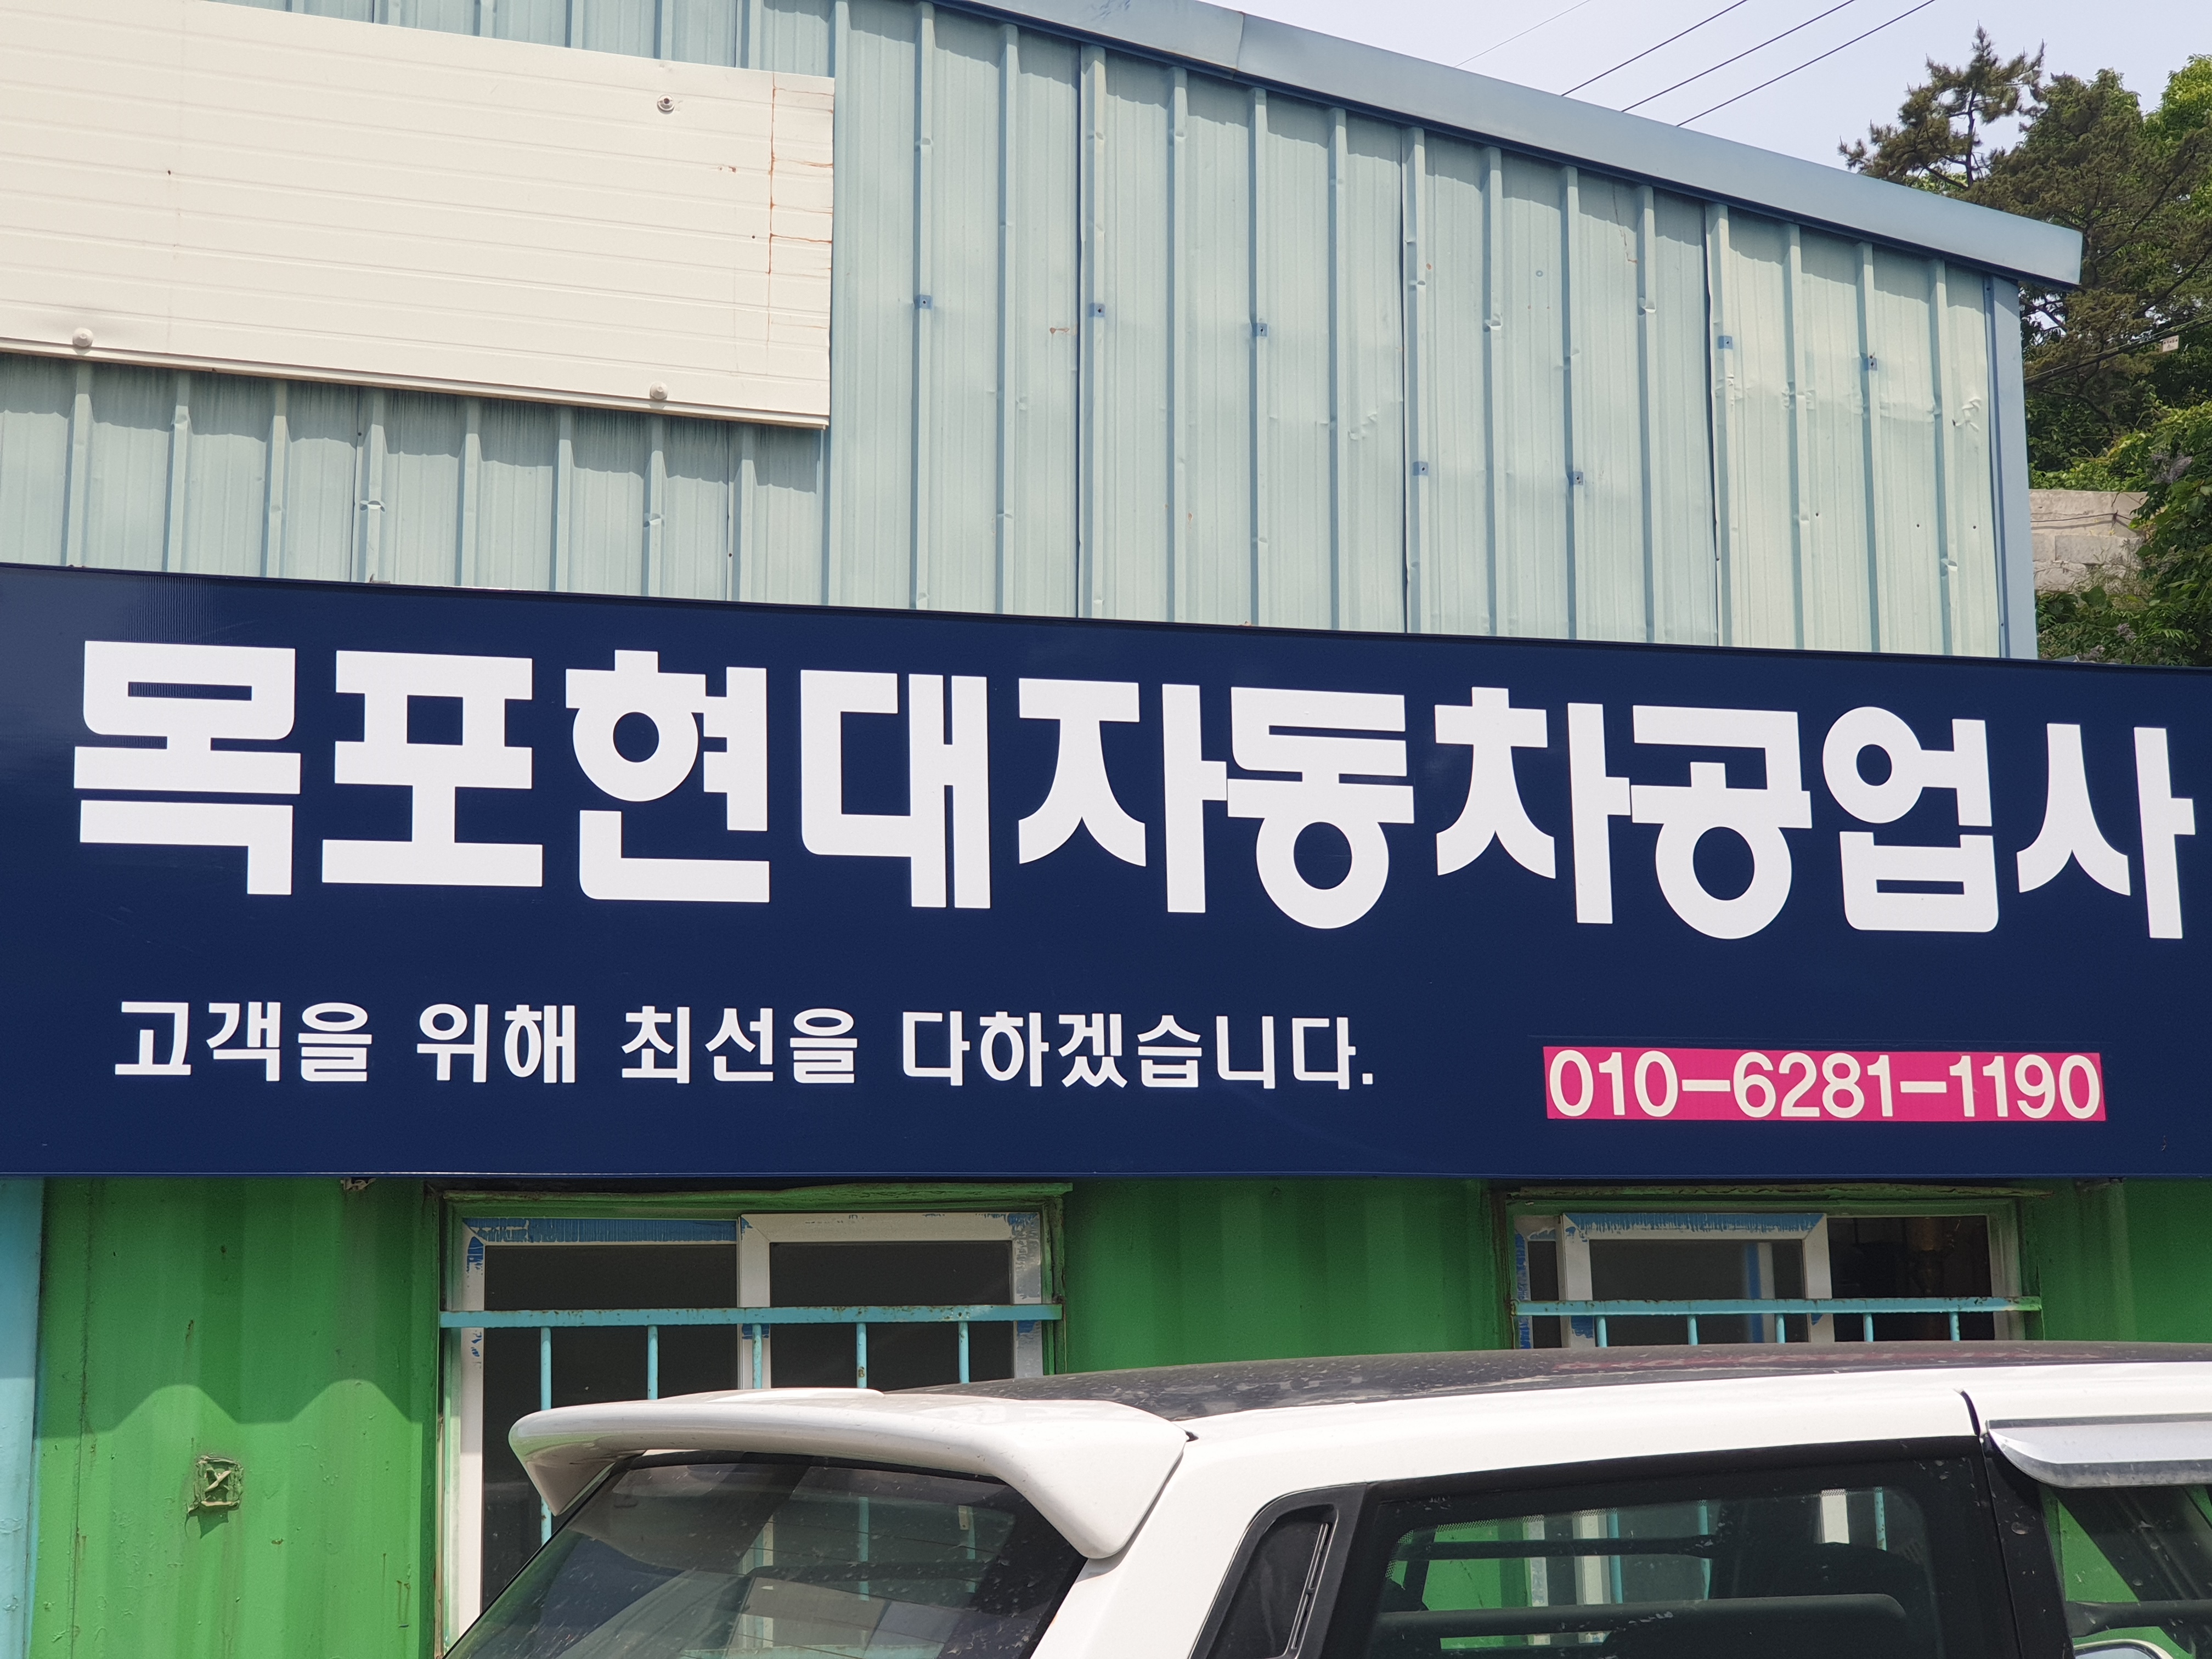 목포현대자동차공업사
고객을 위해 최선을 다하겠습니다.
010-6281-1190